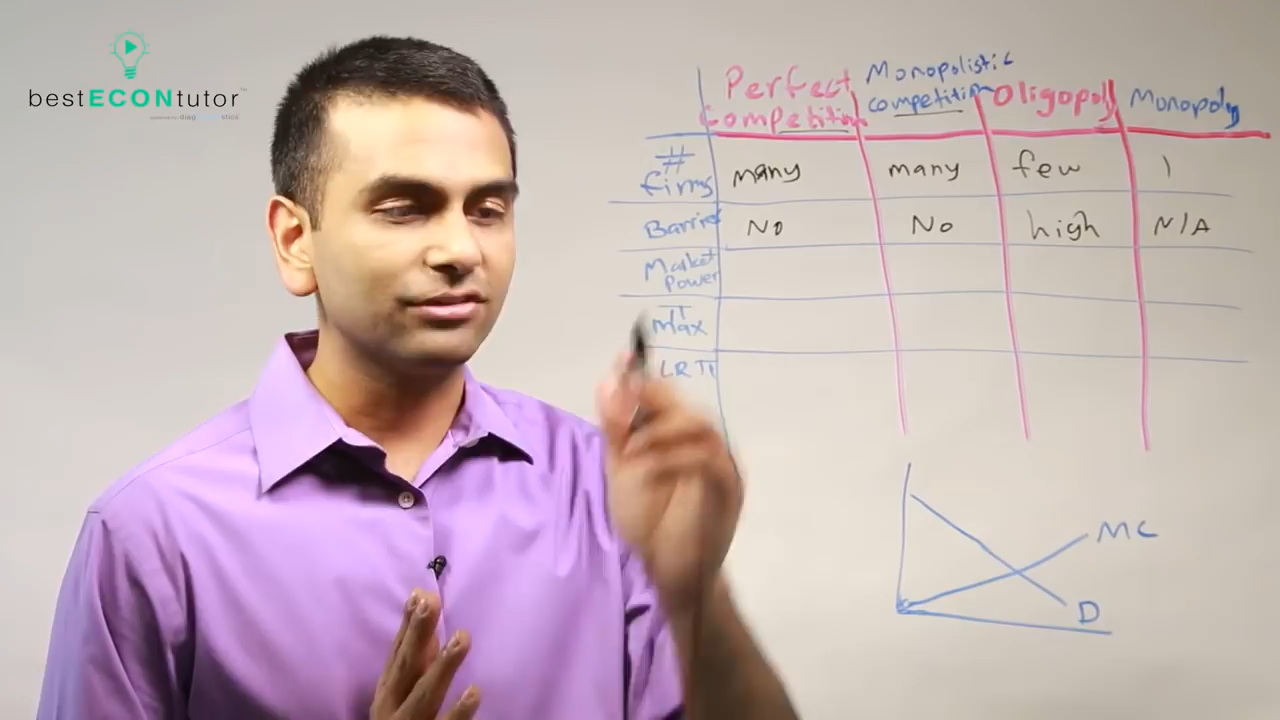 bestECONtutor
Perfect Competition
Monopolistic competition
Oligopoly
Monopoly
# firms many many few 1
Barrier No No high N/A
Market Power
π Max
LR π
MC
D